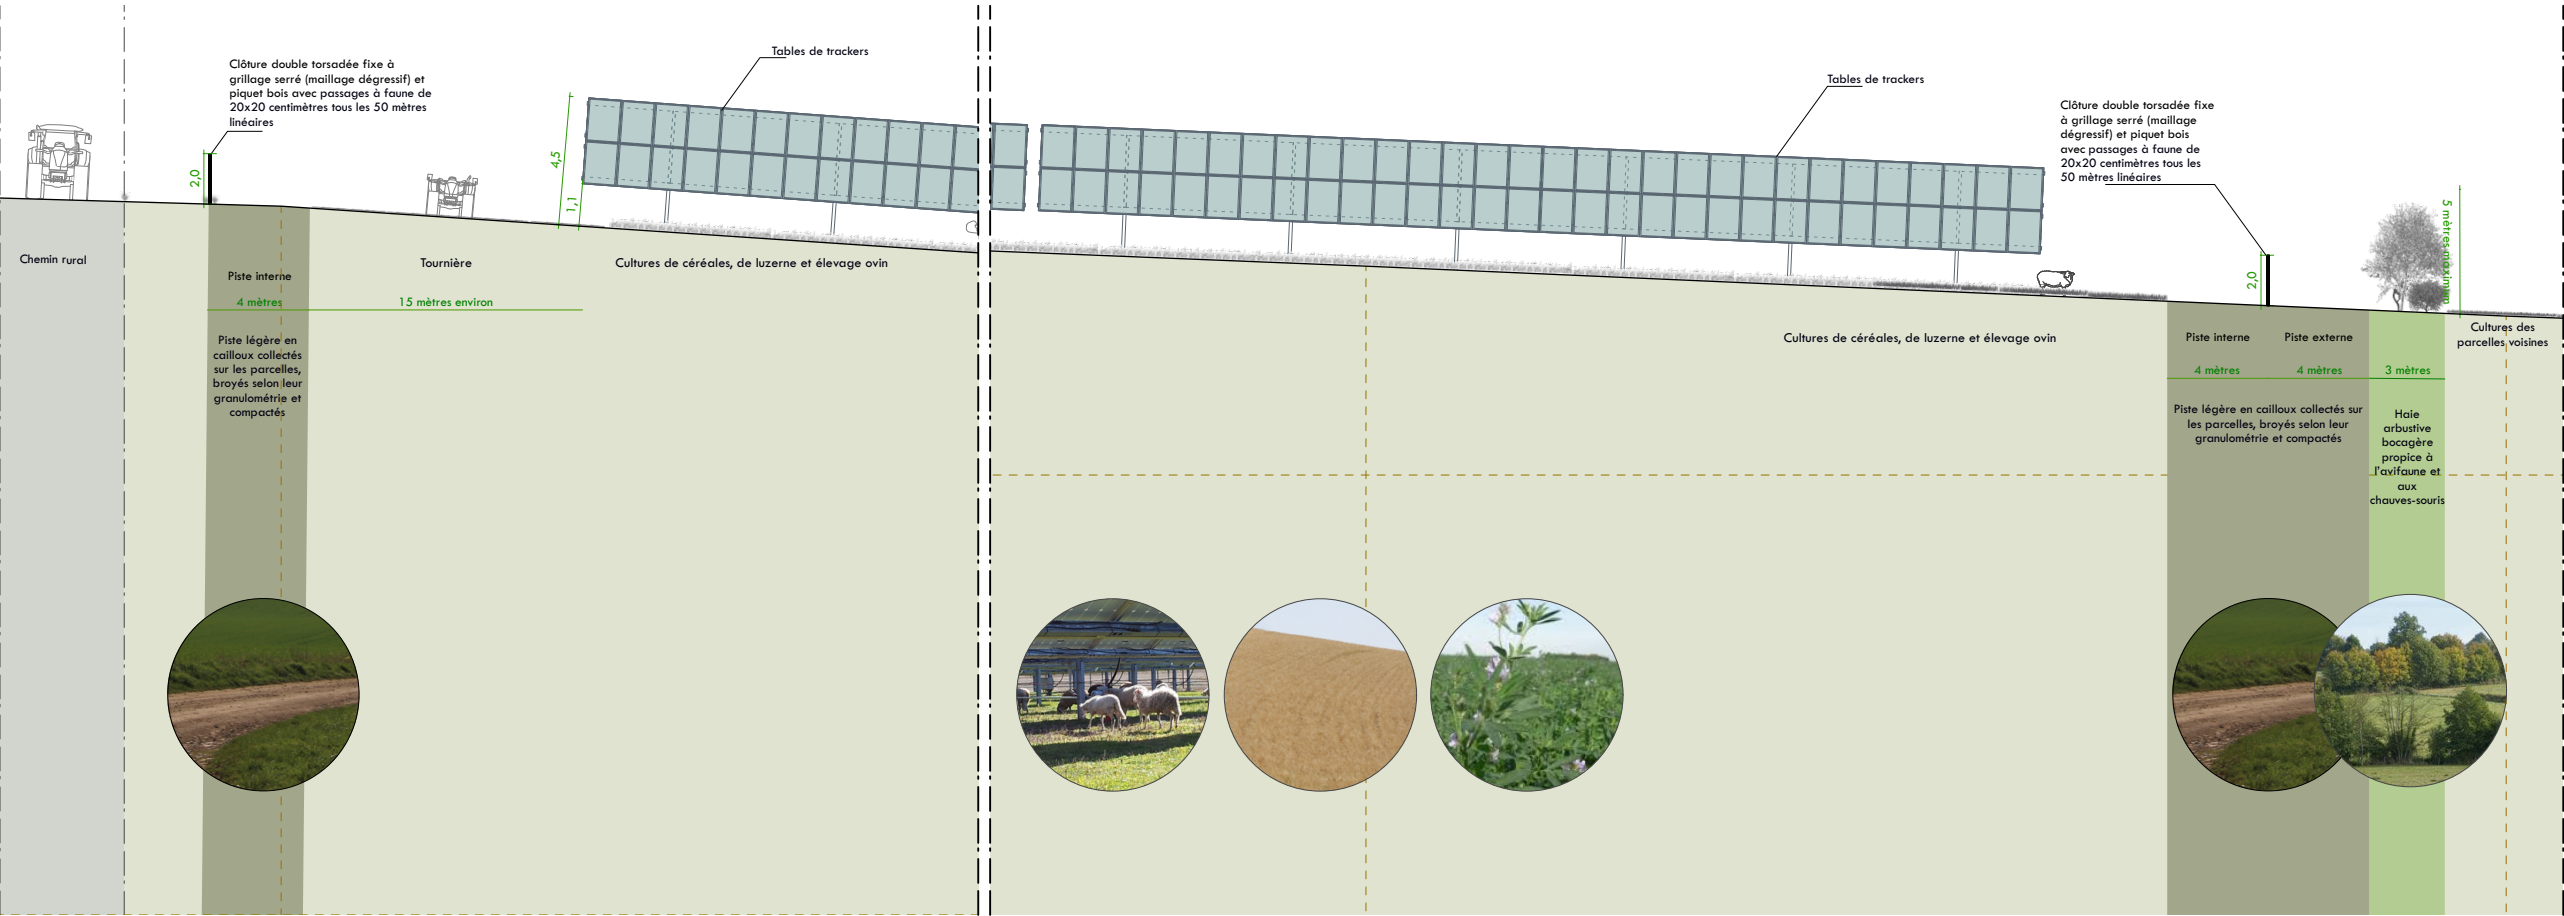 Tables de trackers
Clôture double torsadée fixe à
grillage serré (maillage dégressif) et
piquet bois avec passages à faune de
20x20 centimètres tous les 50 mètres
linéaires
2,0
4,5
1,1
Chemin rural
Piste interne
4 mètres
Tournière
15 mètres environ
Cultures de céréales, de luzerne et élevage ovin
Piste légère en
cailloux collectés
sur les parcelles,
broyés selon leur
granulométrie et
compactés
Tables de trackers
Clôture double torsadée fixe
à grillage serré (maillage
dégressif) et piquet bois
avec passages à faune de
20x20 centimètres tous les
50 mètres linéaires
2,0
5 mètres maximum
Cultures de céréales, de luzerne et élevage ovin
Piste interne
4 mètres
Piste externe
4 mètres
3 mètres
Cultures des
parcelles voisines
Piste légère en cailloux collectés sur
les parcelles, broyés selon leur
granulométrie et compactés
Haie
arbustive
bocagère
propice à
l'avifaune et
aux
chauves-souris